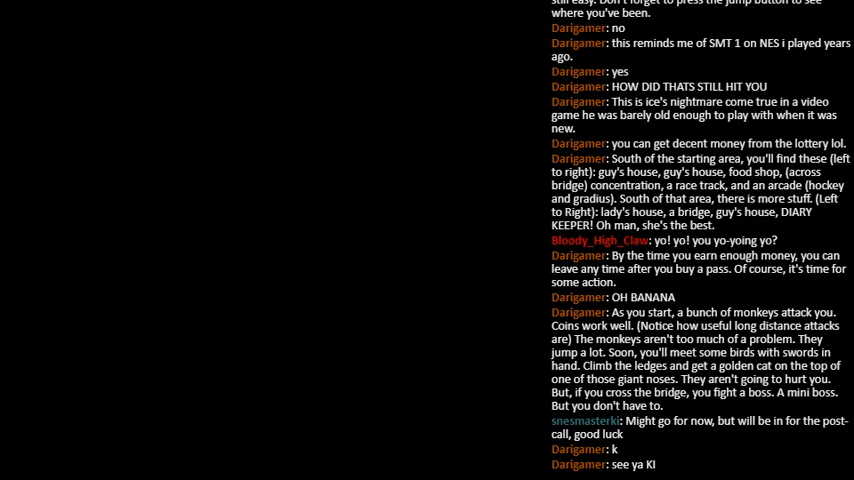 still easy. Don't forget to press the jump button to see
where you've been.
Darigamer: no
Darigamer: this reminds me of SMT 1 on NES i played years
ago.
Darigamer: yes
Darigamer: HOW DID THATS STILL HIT YOU
Darigamer: This is ice's nightmare come true in a video
game he was barely old enough to play with when it was
new.
Darigamer: you can get decent money from the lottery lol.
Darigamer: South of the starting area, you'll find these (left
to right): guy's house, guy's house, food shop, (across
bridge) concentration, a race track, and an arcade (hockey
and gradius). South of that area, there is more stuff. (Left
to Right): lady's house, a bridge, guy's house, DIARY
KEEPER! Oh man, she's the best.
Bloody_High_Claw: yo! yo! you yo-yoing yo?
Darigamer: By the time you earn enough money, you can
leave any time after you buy a pass. Of course, it's time for
some action.
Darigamer: OH BANANA
Darigamer: As you start, a bunch of monkeys attack you.
Coins work well. (Notice how useful long distance attacks
are) The monkeys aren't too much of a problem. They
jump a lot. Soon, you'll meet some birds with swords in
hand. Climb the ledges and get a golden cat on the top of
one of those giant noses. They aren't going to hurt you.
But, if you cross the bridge, you fight a boss. A mini boss.
But you don't have to.
snesmasterki: Might go for now, but will be in for the post-
call, good luck
Darigamer: k
Darigamer: see ya KI